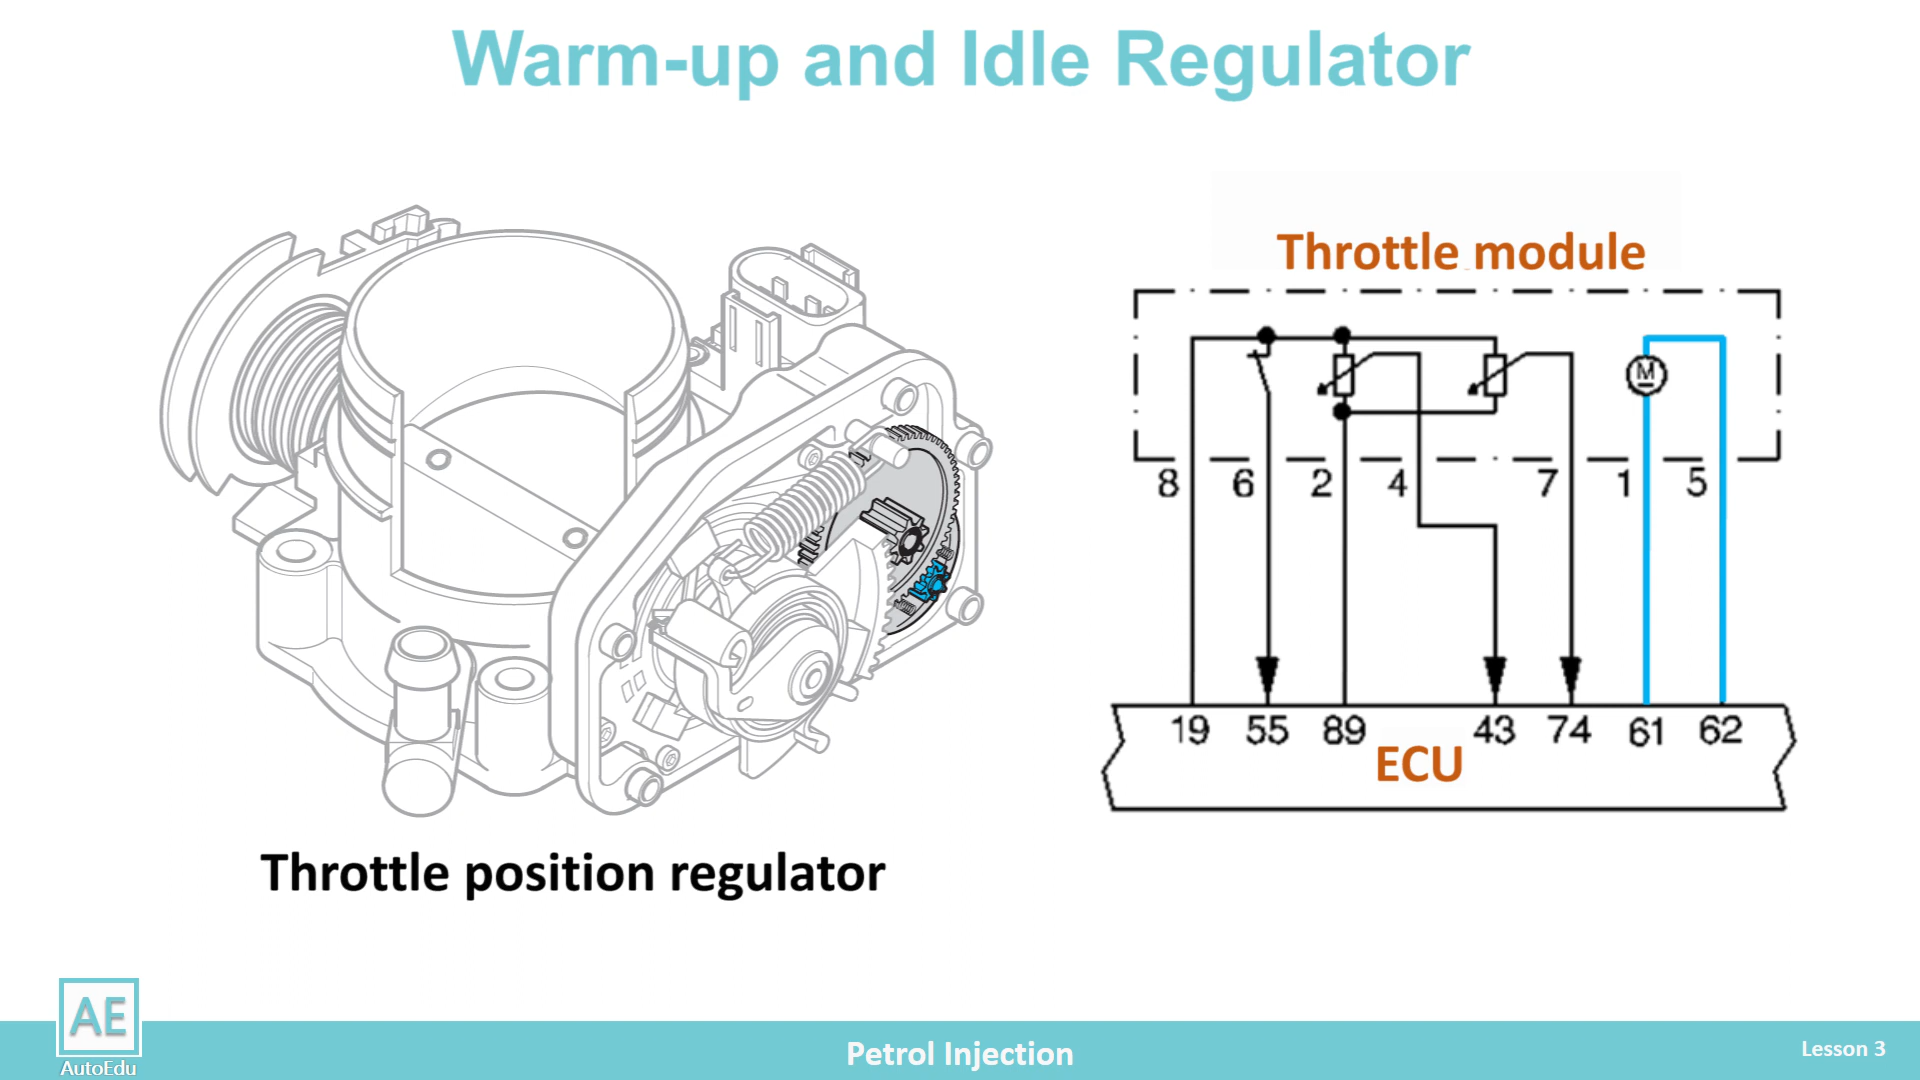 Warm-up and Idle Regulator
Throttle module
M
8 6 2 4 7 1 5
19 55 89 43 74 61 62
ECU
Throttle position regulator
AE
AutoEdu
Petrol Injection
Lesson 3